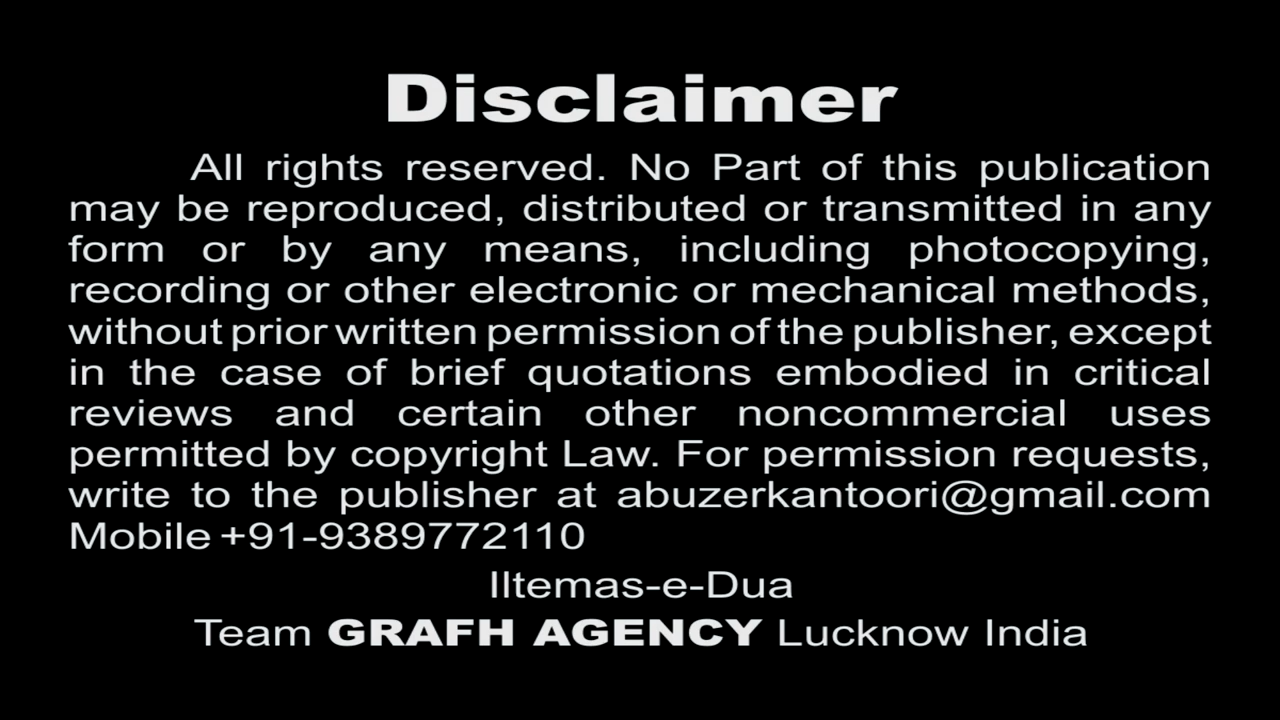 Disclaimer
All rights reserved. No Part of this publication
may be reproduced, distributed or transmitted in any
form or by any means, including photocopying,
recording or other electronic or mechanical methods,
without prior written permission of the publisher, except
in the case of brief quotations embodied in critical
reviews and certain other noncommercial uses
permitted by copyright Law. For permission requests,
write to the publisher at abuzerkantoori@gmail.com
Mobile +91-9389772110
IItemas-e-Dua
Team GRAFH AGENCY Lucknow India